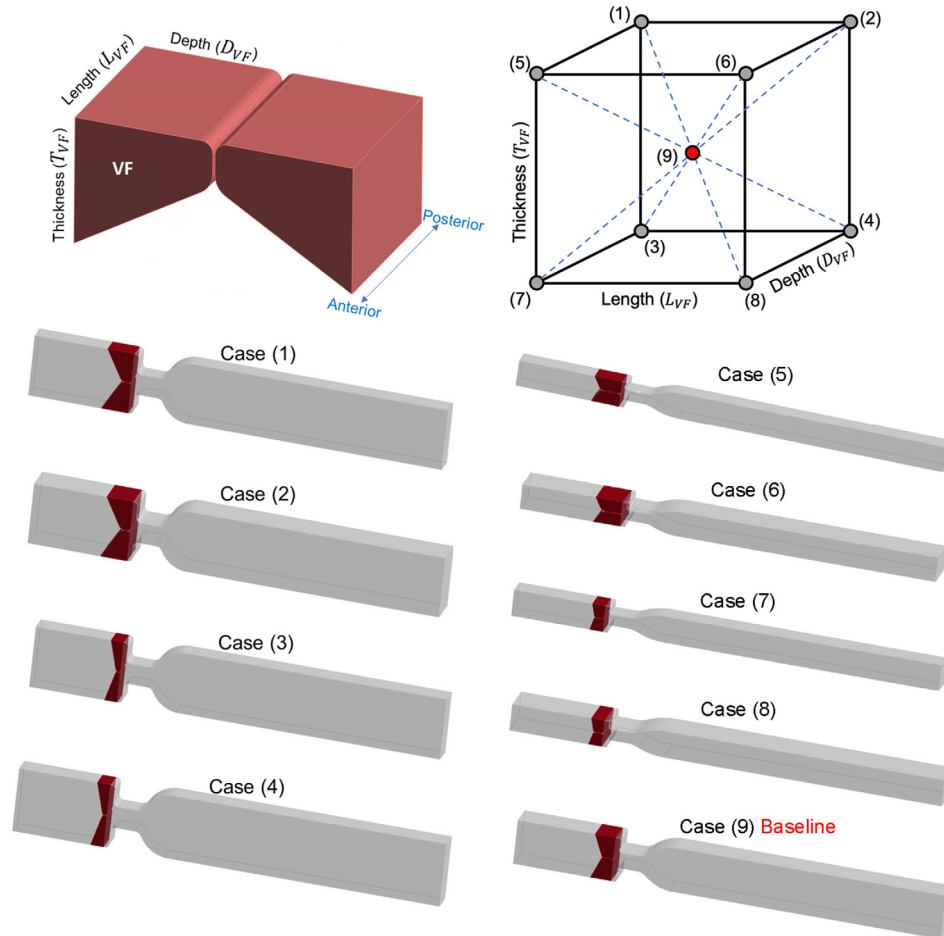 Depth (D_VF)
Length (L_VF)
Thickness (T_VF)
VF
Posterior
Anterior
(1)
(2)
(5)
(6)
(9)
Thickness (T_VF)
(3)
(4)
Depth (D_VF)
(7)
Length (L_VF)
(8)
Case (1)
Case (2)
Case (3)
Case (4)
Case (5)
Case (6)
Case (7)
Case (8)
Case (9) Baseline